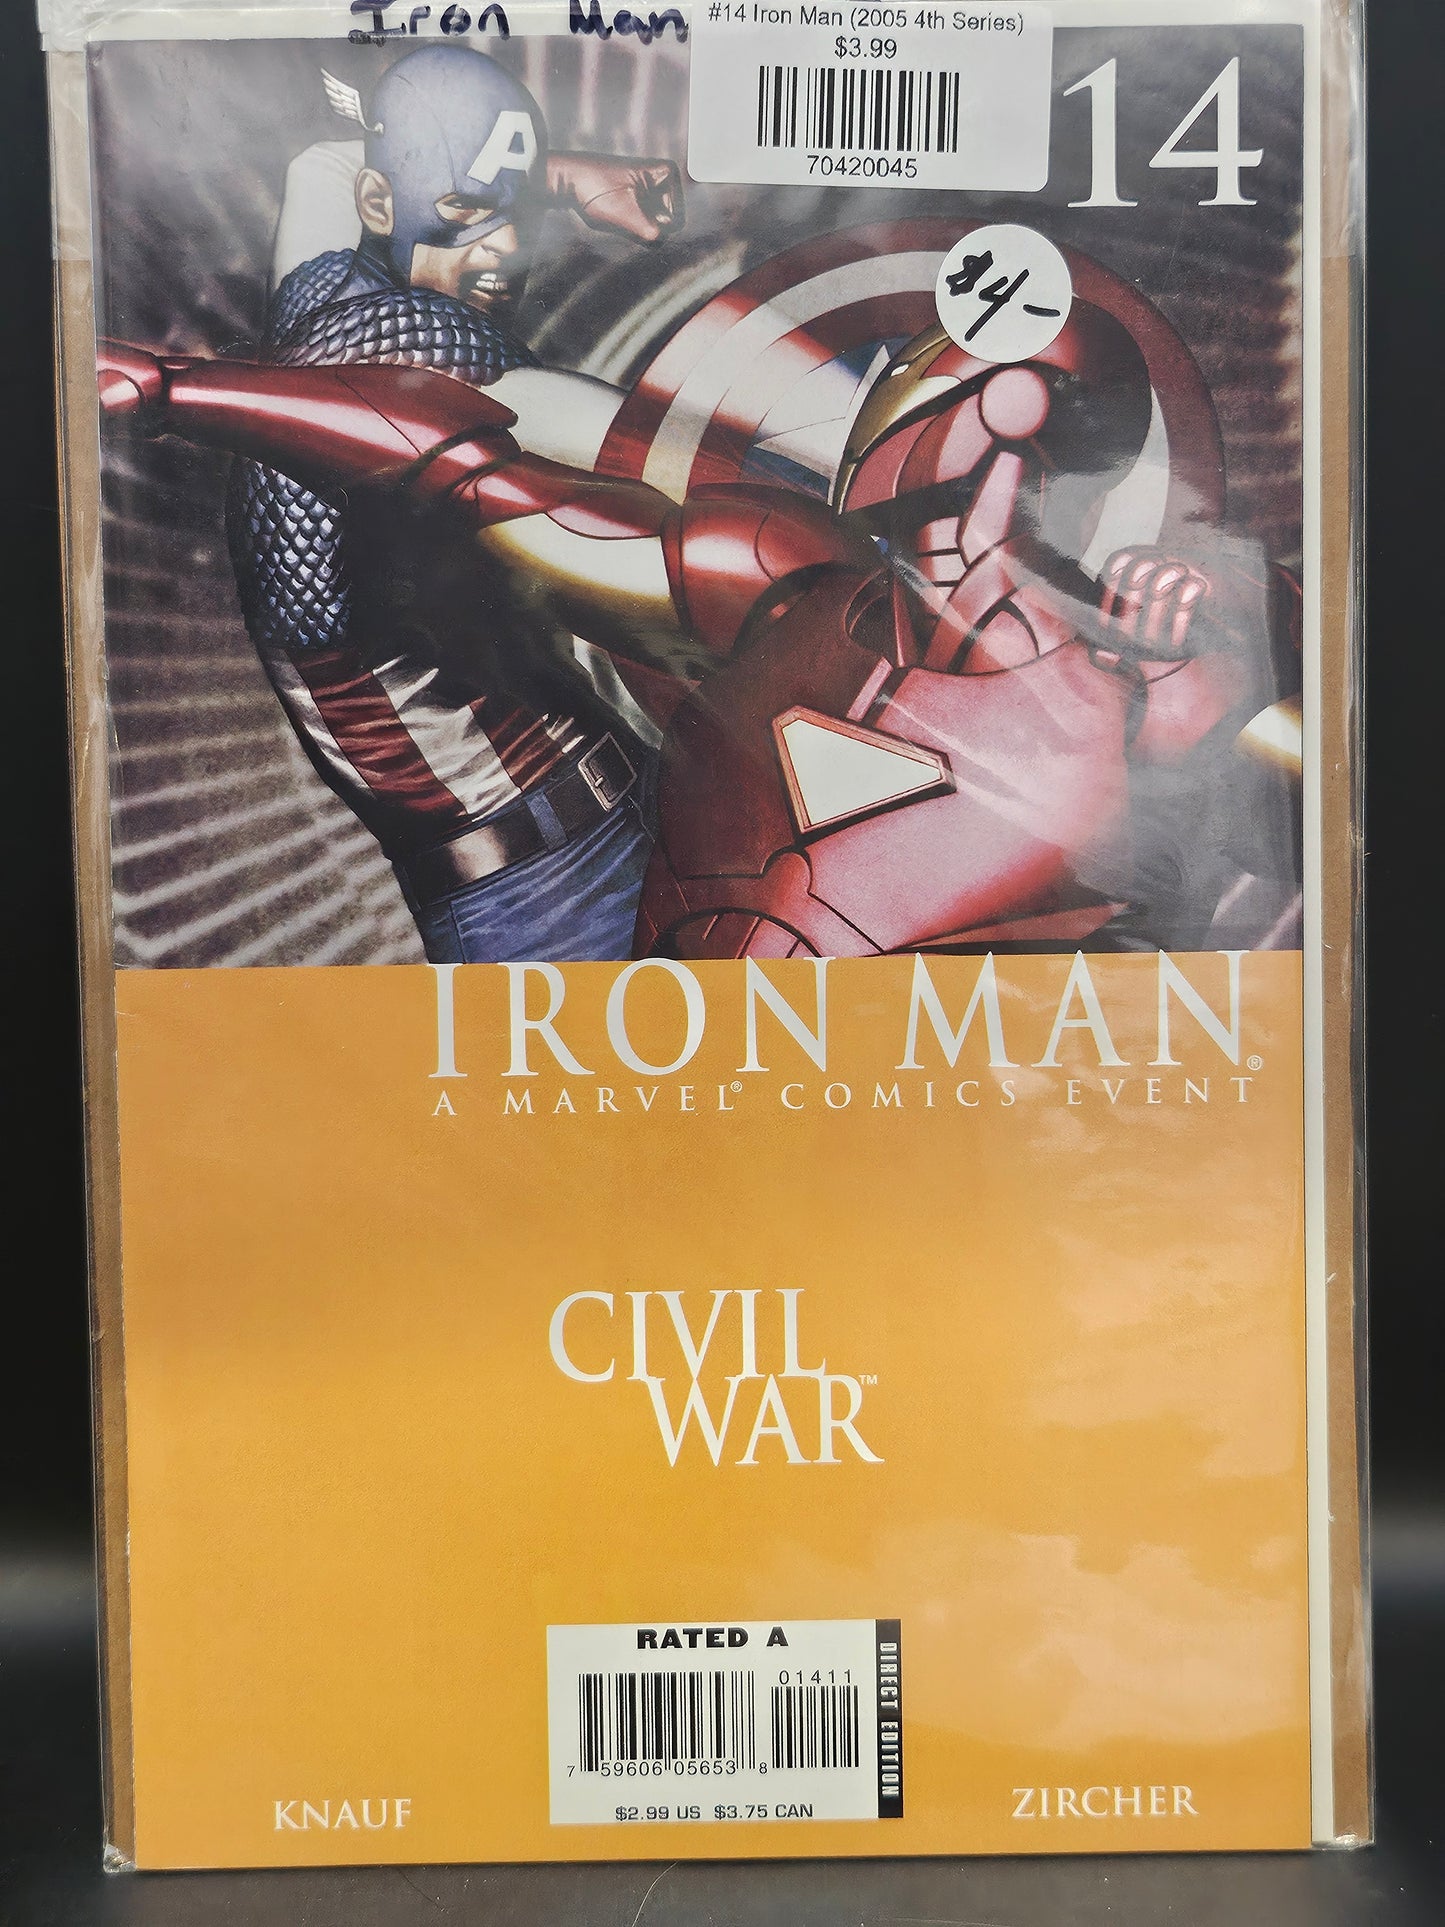 Iron Man
#14 Iron Man (2005 4th Series)
$3.99
70420045
14
$4-
A
IRON MAN®
A MARVEL® COMICS EVENT
CIVIL
WAR™
RATED A
01411
7 59606 05653 8
DIRECT EDITION
$2.99 US $3.75 CAN
KNAUF
ZIRCHER